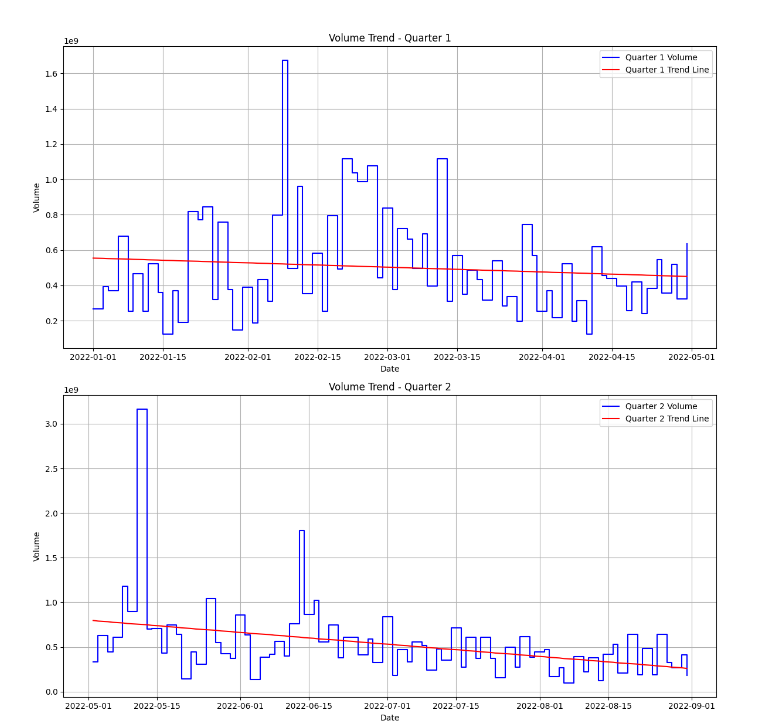 Volume Trend - Quarter 1
1e9
Quarter 1 Volume
Quarter 1 Trend Line
1.6
1.4
1.2
1.0
0.8
0.6
0.4
0.2
Volume
2022-01-01 2022-01-15 2022-02-01 2022-02-15 2022-03-01 2022-03-15 2022-04-01 2022-04-15 2022-05-01
Date
Volume Trend - Quarter 2
1e9
Quarter 2 Volume
Quarter 2 Trend Line
3.0
2.5
2.0
1.5
1.0
0.5
0.0
Volume
2022-05-01 2022-05-15 2022-06-01 2022-06-15 2022-07-01 2022-07-15 2022-08-01 2022-08-15 2022-09-01
Date